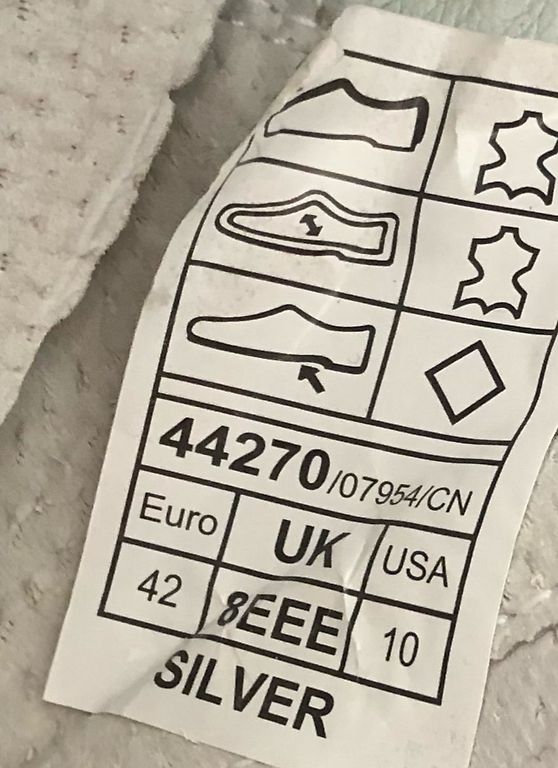 44270/07954/CN
Euro UK USA
42 8EEE 10
SILVER